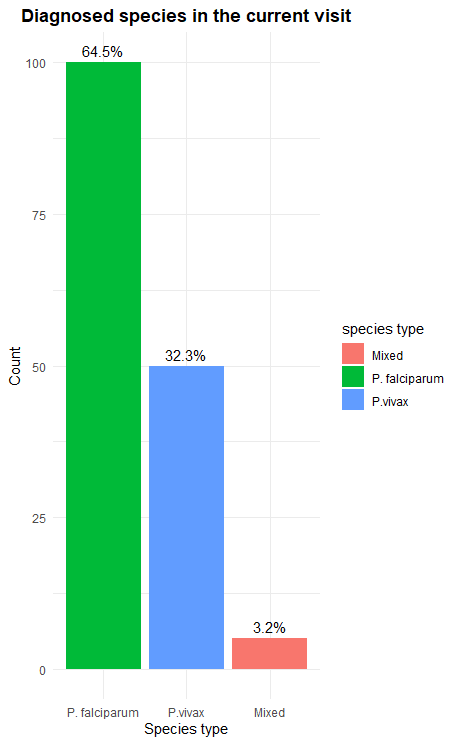 Diagnosed species in the current visit
64.5%
100
75
32.3%
50
25
3.2%
0
Count
P. falciparum P.vivax Mixed
Species type
species type
Mixed
P. falciparum
P.vivax